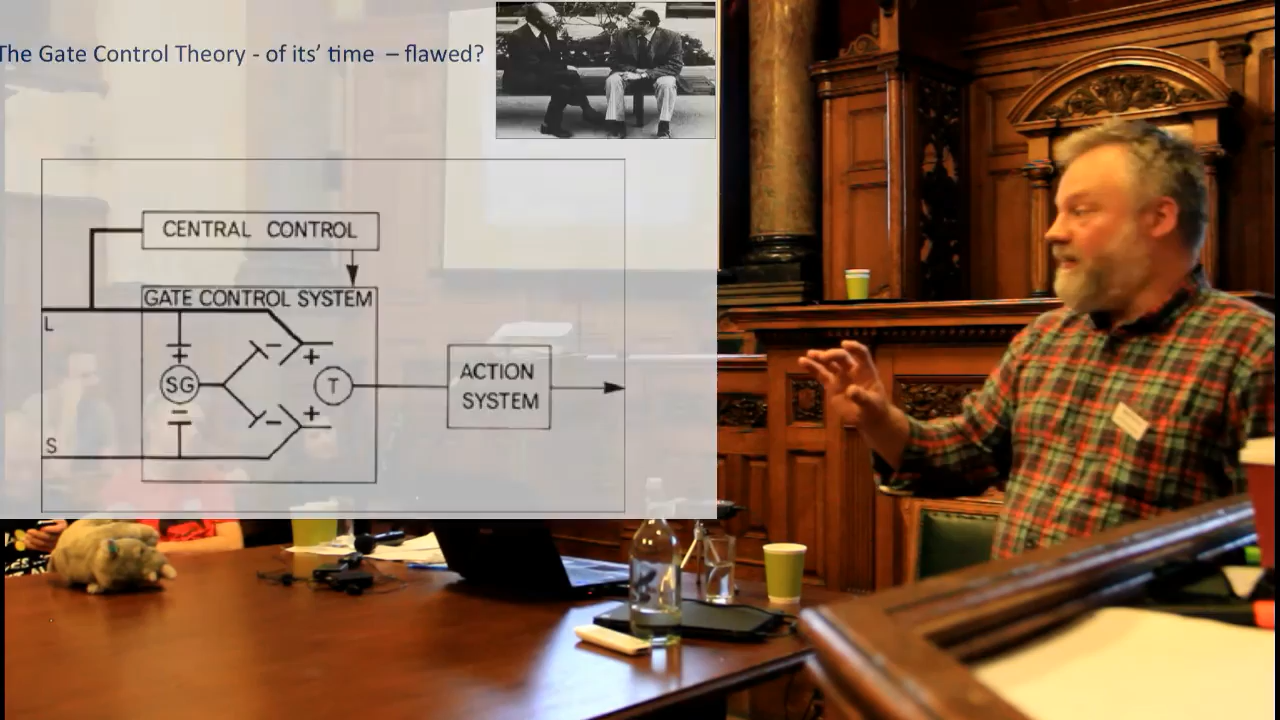 The Gate Control Theory - of its’ time – flawed?
CENTRAL CONTROL
GATE CONTROL SYSTEM
L
+
-
+
SG
T
ACTION
SYSTEM
-
-
+
S